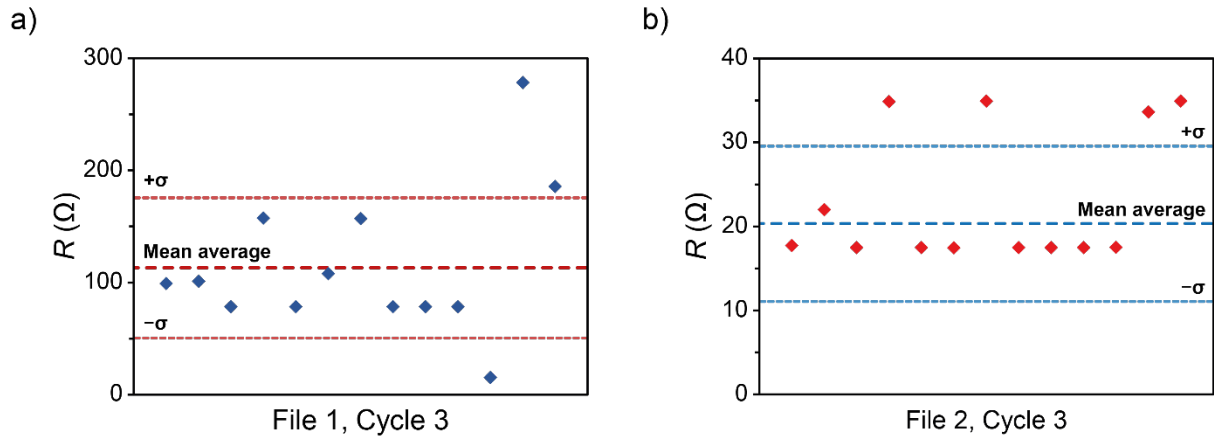 a)
300
200
100
0
R (Ω)
+σ
Mean average
−σ
File 1, Cycle 3
b)
40
30
20
10
0
R (Ω)
+σ
Mean average
−σ
File 2, Cycle 3